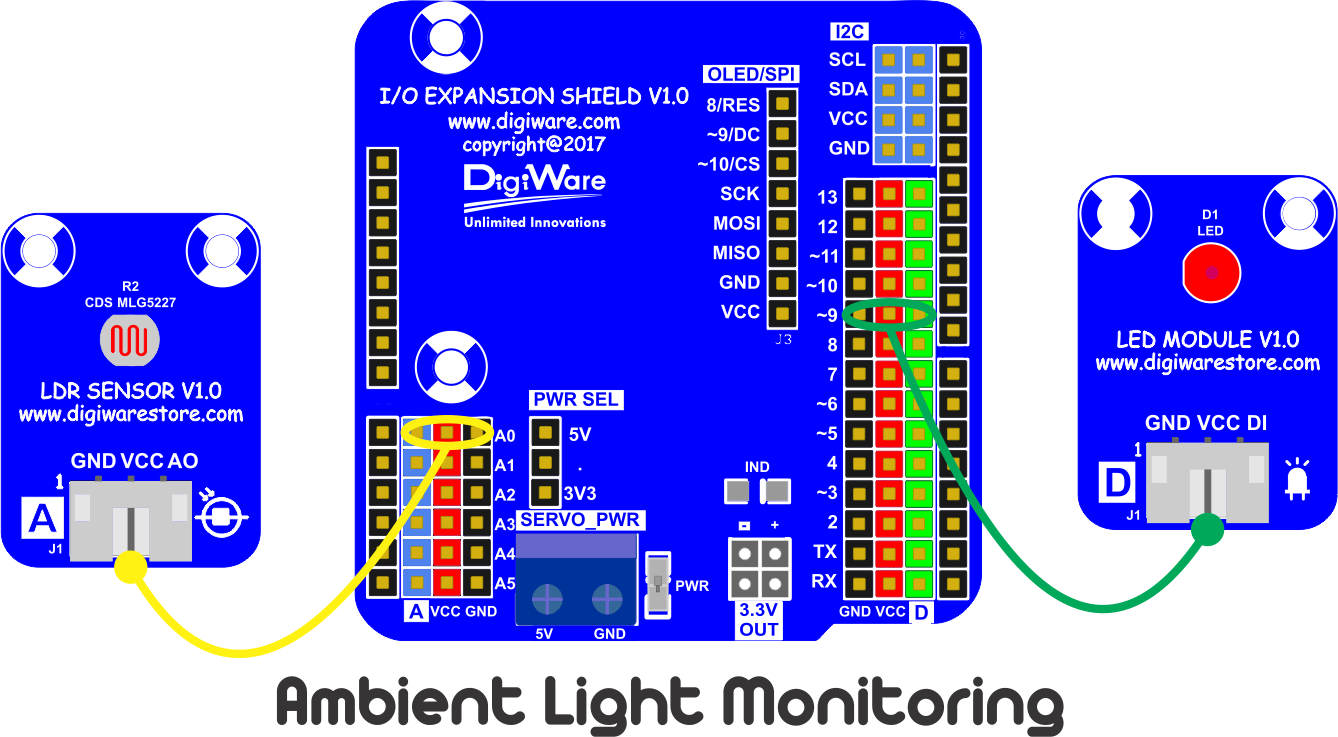 I/O EXPANSION SHIELD V1.0
www.digiware.com
copyright@2017
DigiWare
Unlimited Innovations
OLED/SPI
8/RES
~9/DC
~10/CS
SCK
MOSI
MISO
GND
VCC
J3
I2C
SCL
SDA
VCC
GND
13
12
~11
~10
~9
8
7
~6
~5
4
~3
2
TX
RX
GND VCC D
R2
CDS MLG5227
LDR SENSOR V1.0
www.digiwarestore.com
GND VCC AO
1
A
J1
A0
A1
A2
A3
A4
A5
A VCC GND
PWR SEL
5V
.
3V3
SERVO_PWR
5V GND
PWR
IND
- +
3.3V
OUT
D1
LED
LED MODULE V1.0
www.digiwarestore.com
GND VCC DI
1
D
J1
Ambient Light Monitoring